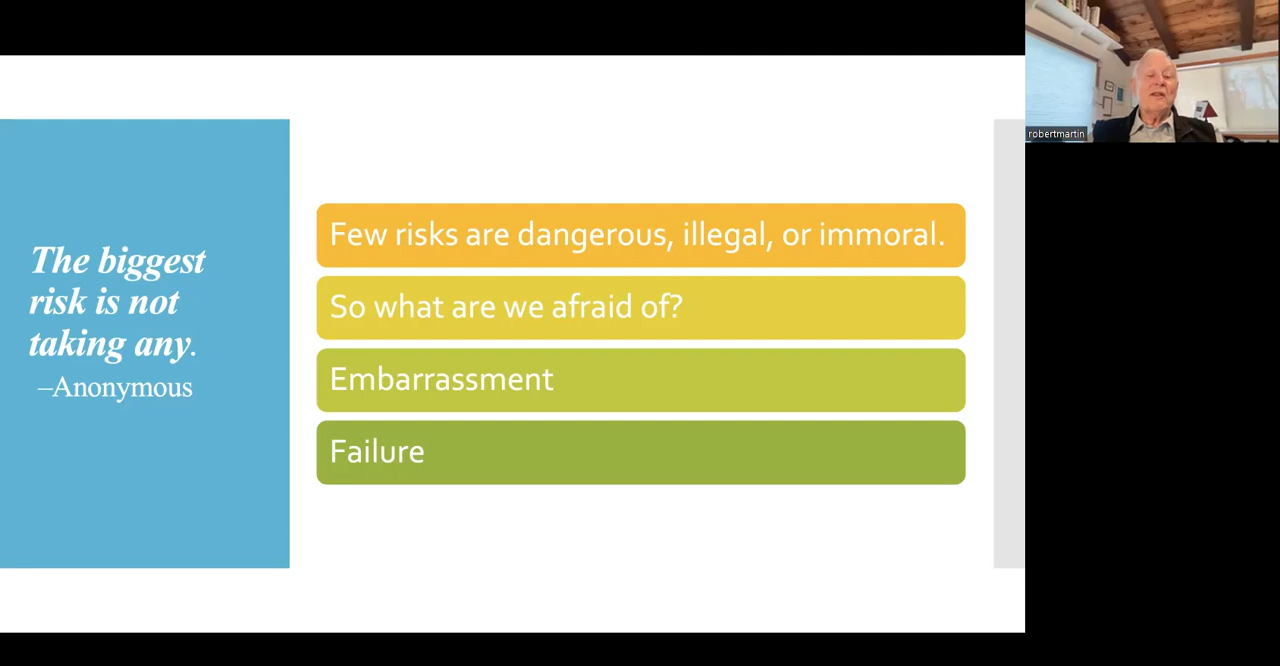 The biggest
risk is not
taking any.
–Anonymous
Few risks are dangerous, illegal, or immoral.
So what are we afraid of?
Embarrassment
Failure
robertmartin